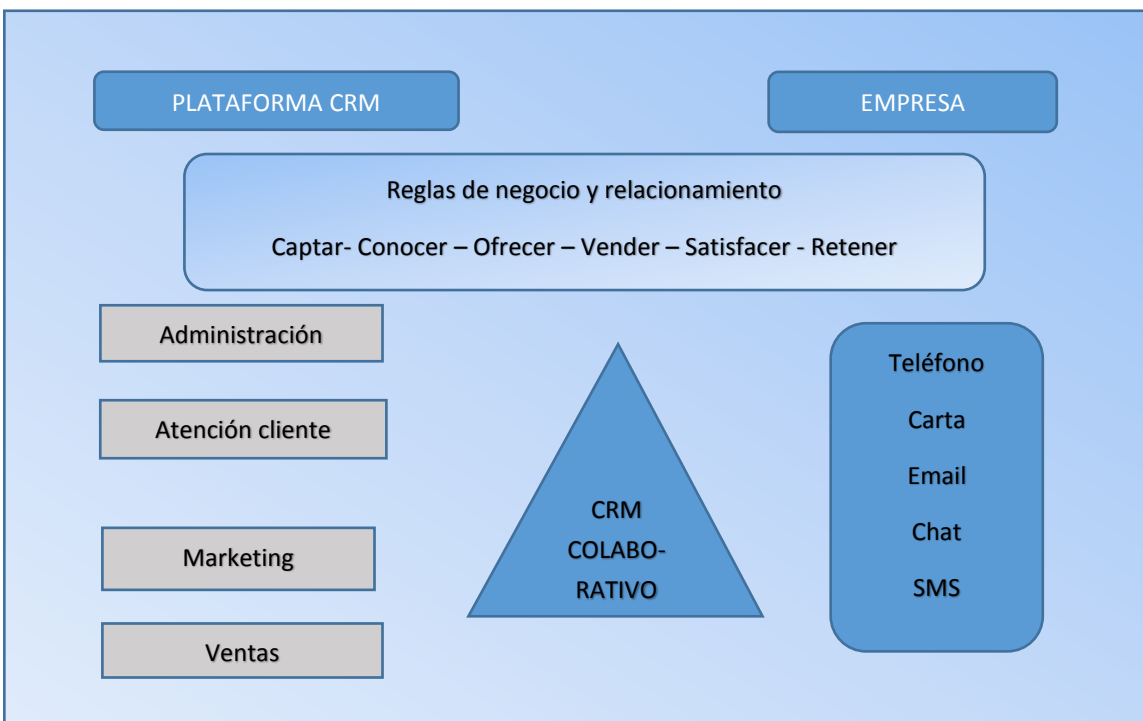 PLATAFORMA CRM
EMPRESA
Reglas de negocio y relacionamiento
Captar- Conocer – Ofrecer – Vender – Satisfacer - Retener
Administración
Atención cliente
Marketing
Ventas
CRM
COLABO-
RATIVO
Teléfono
Carta
Email
Chat
SMS